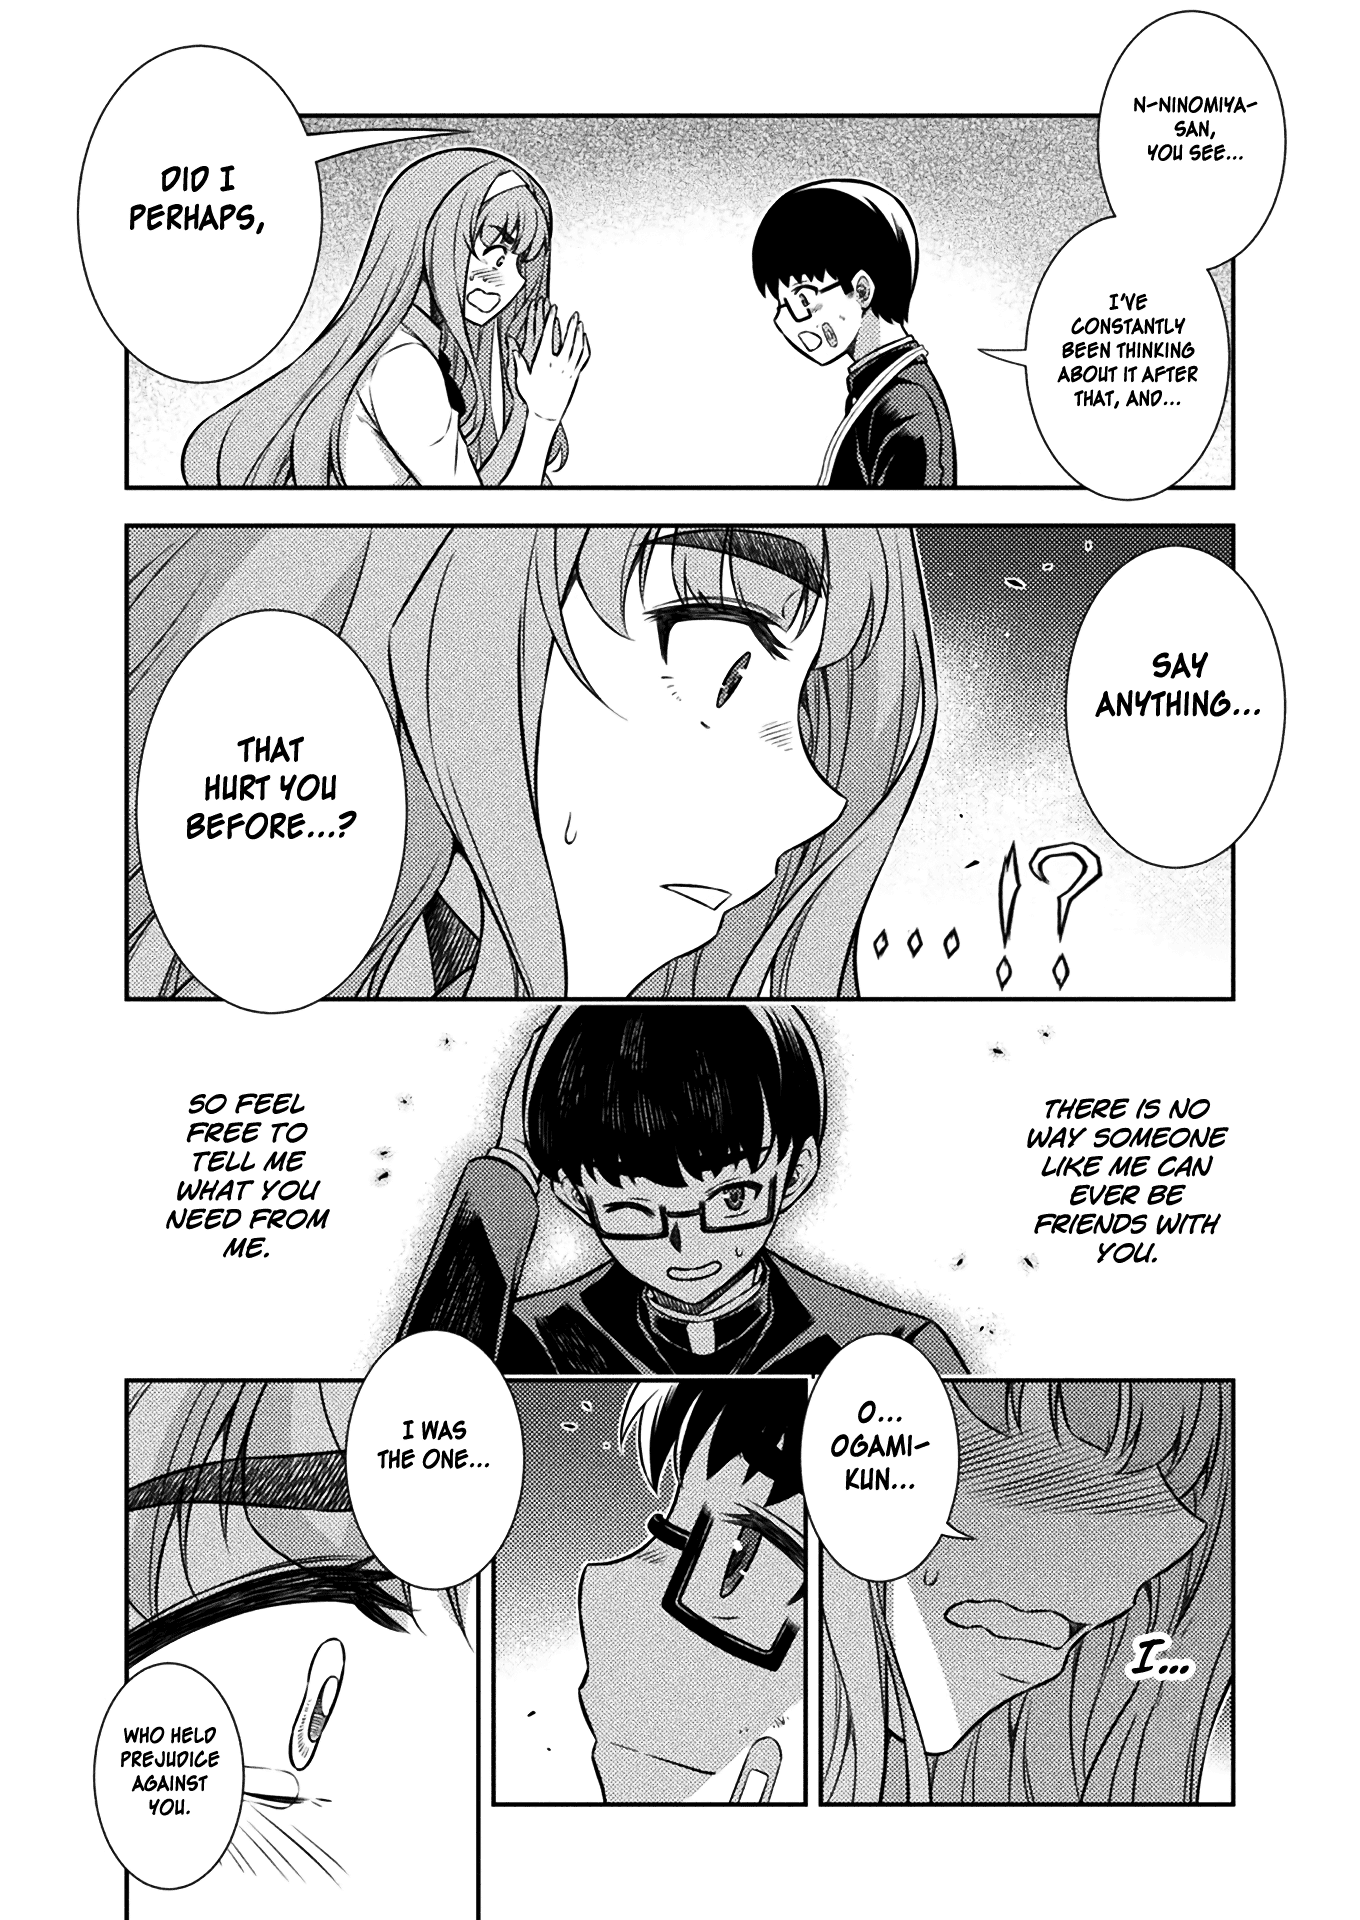 N-NINOMIYA-
SAN,
YOU SEE...
I'VE
CONSTANTLY
BEEN THINKING
ABOUT IT AFTER
THAT, AND...
DID I
PERHAPS,
SAY
ANYTHING...
...!?
THAT
HURT YOU
BEFORE...?
THERE IS NO
WAY SOMEONE
LIKE ME CAN
EVER BE
FRIENDS WITH
YOU.
SO FEEL
FREE TO
TELL ME
WHAT YOU
NEED FROM
ME.
O...
OGAMI-
KUN...
I...
I WAS
THE ONE...
WHO HELD
PREJUDICE
AGAINST
YOU.